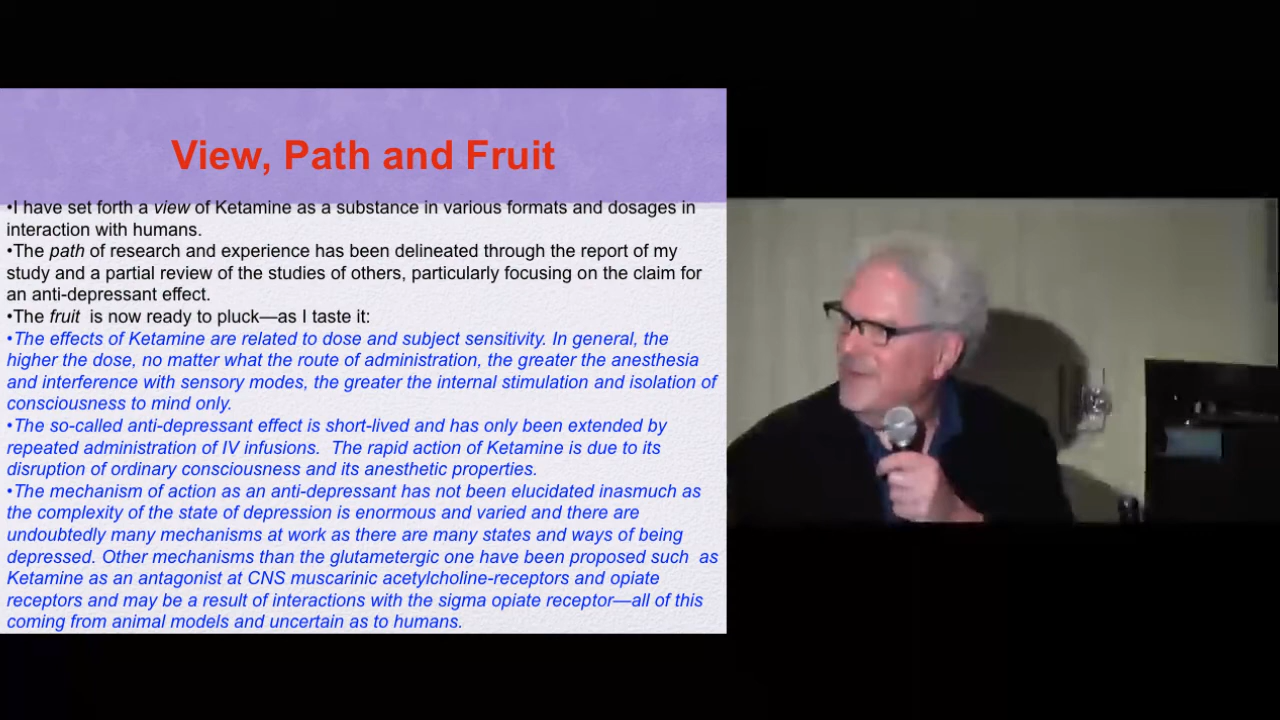 View, Path and Fruit
•I have set forth a view of Ketamine as a substance in various formats and dosages in
interaction with humans.
•The path of research and experience has been delineated through the report of my
study and a partial review of the studies of others, particularly focusing on the claim for
an anti-depressant effect.
•The fruit  is now ready to pluck—as I taste it:
•The effects of Ketamine are related to dose and subject sensitivity. In general, the
higher the dose, no matter what the route of administration, the greater the anesthesia
and interference with sensory modes, the greater the internal stimulation and isolation of
consciousness to mind only.
•The so-called anti-depressant effect is short-lived and has only been extended by
repeated administration of IV infusions.  The rapid action of Ketamine is due to its
disruption of ordinary consciousness and its anesthetic properties.
•The mechanism of action as an anti-depressant has not been elucidated inasmuch as
the complexity of the state of depression is enormous and varied and there are
undoubtedly many mechanisms at work as there are many states and ways of being
depressed. Other mechanisms than the glutametergic one have been proposed such  as
Ketamine as an antagonist at CNS muscarinic acetylcholine-receptors and opiate
receptors and may be a result of interactions with the sigma opiate receptor—all of this
coming from animal models and uncertain as to humans.